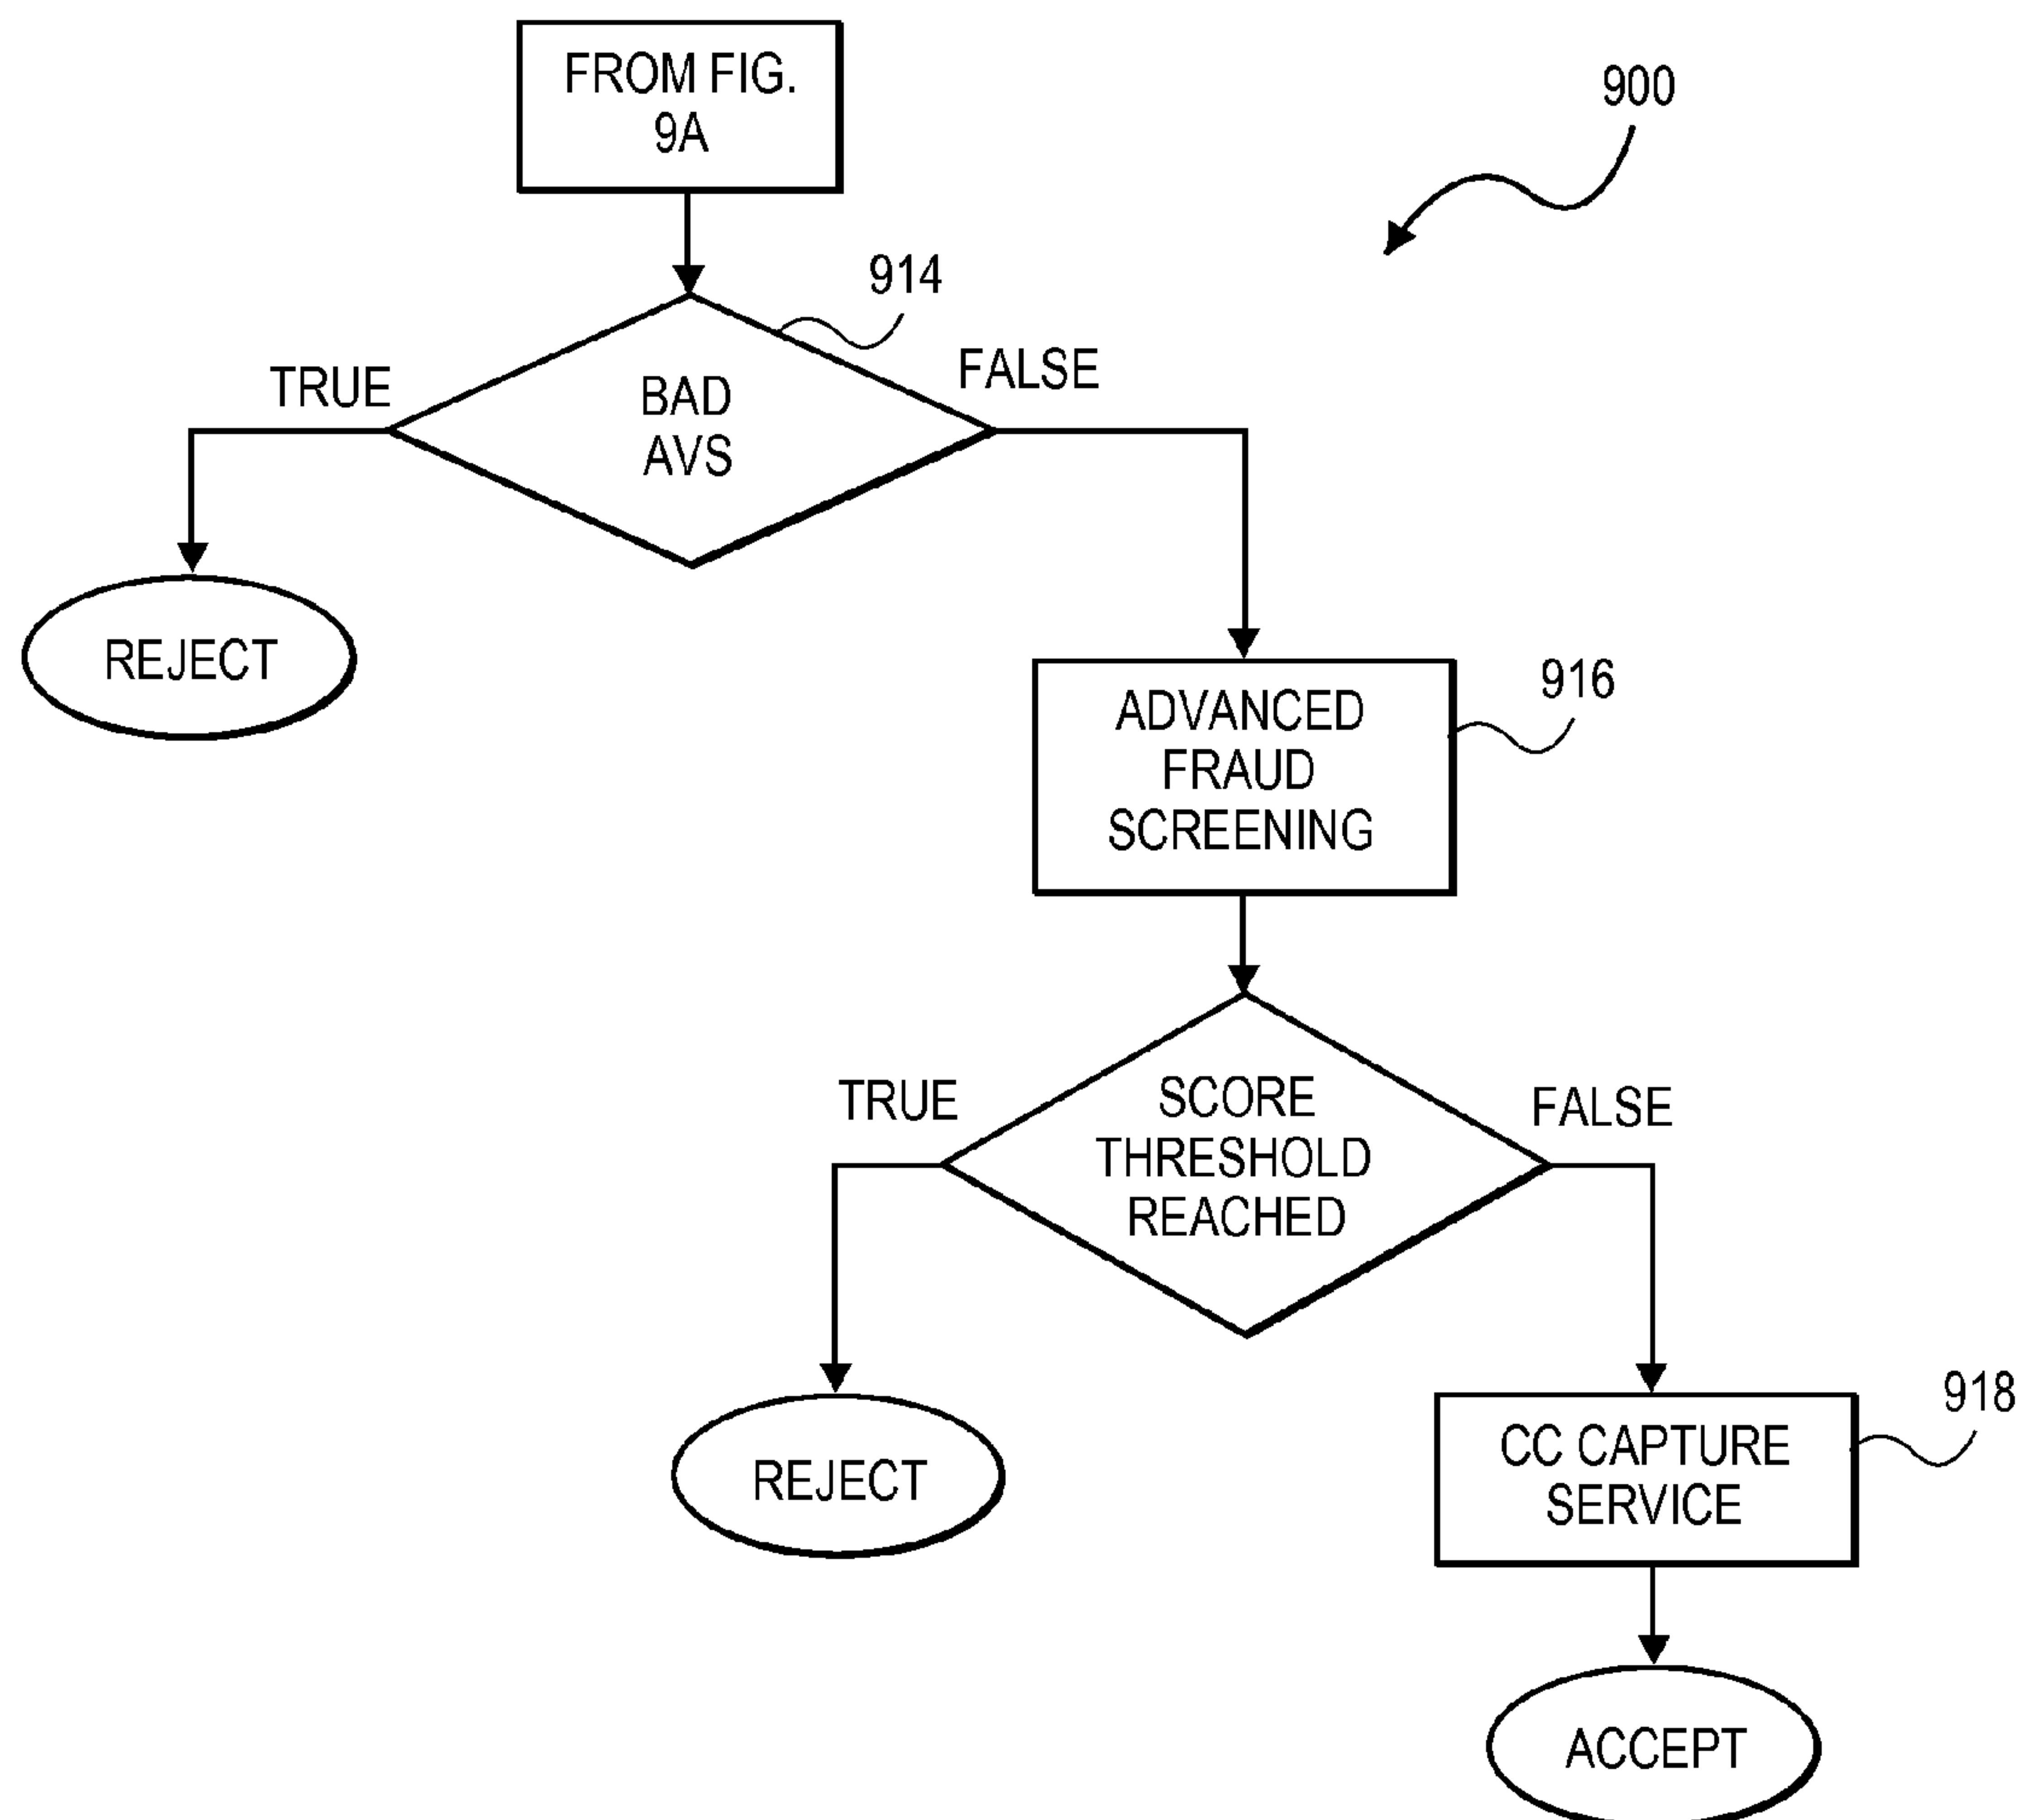 FROM FIG.
9A
900
914
TRUE
FALSE
BAD
AVS
REJECT
ADVANCED
FRAUD
SCREENING
916
TRUE
FALSE
SCORE
THRESHOLD
REACHED
REJECT
CC CAPTURE
SERVICE
918
ACCEPT